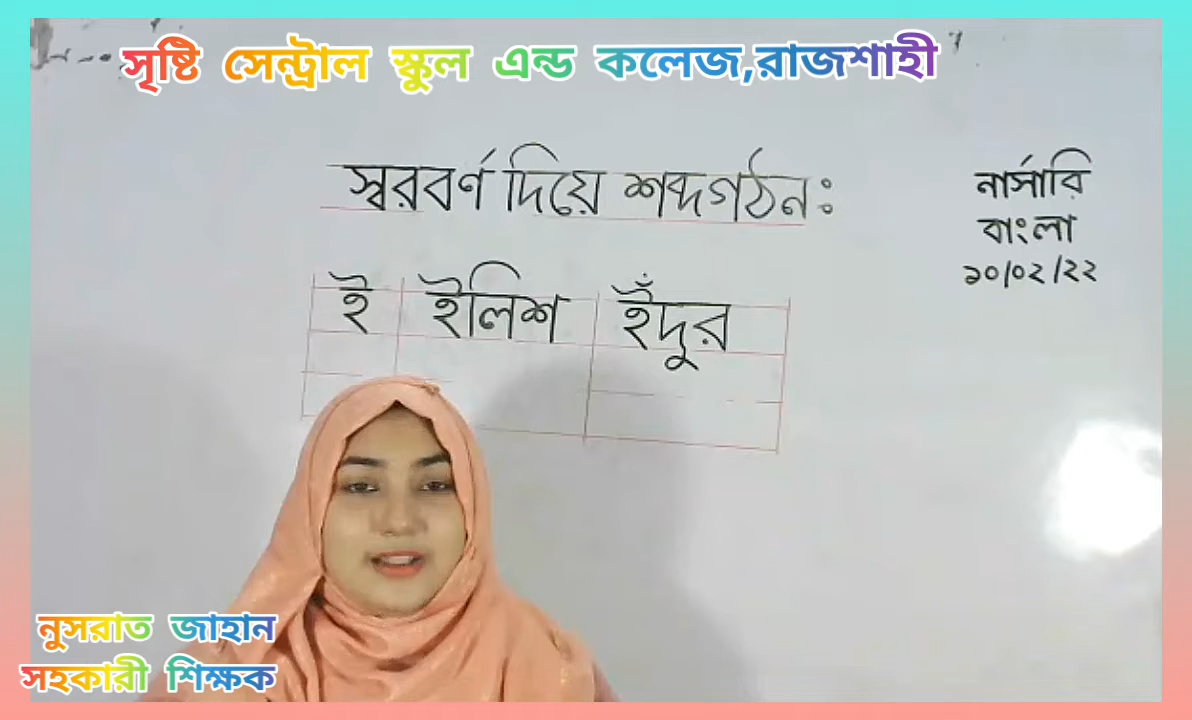 সৃষ্টি সেন্ট্রাল স্কুল এন্ড কলেজ,রাজশাহী
স্বরবর্ণ দিয়ে শব্দগঠনঃ
নার্সারি
বাংলা
১০/০২/২২
ই ইলিশ ইঁদুর
নুসরাত জাহান
সহকারী শিক্ষক